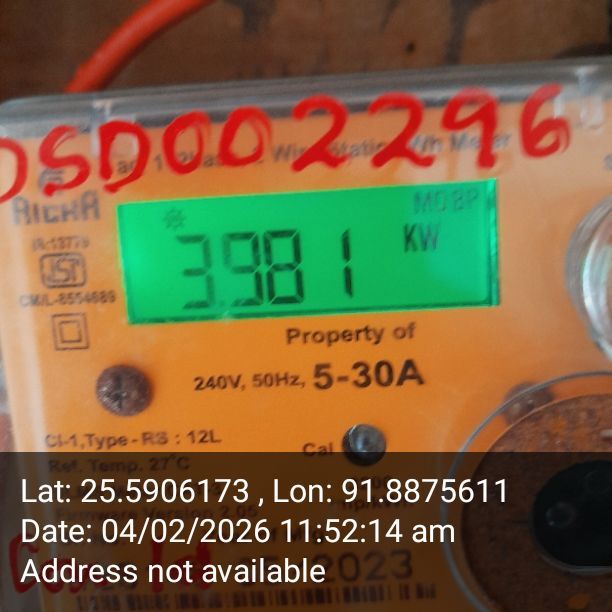 DSD002296
RICHA
IS:13779
ISI
CM/L-8554689
MD BP
3.981 KW
Property of
240V, 50Hz, 5-30A
Cl-1, Type-RS : 12L
Cal
Ref. Temp. 27°C
Lat: 25.5906173 , Lon: 91.8875611
Date: 04/02/2026 11:52:14 am
Address not available
2023